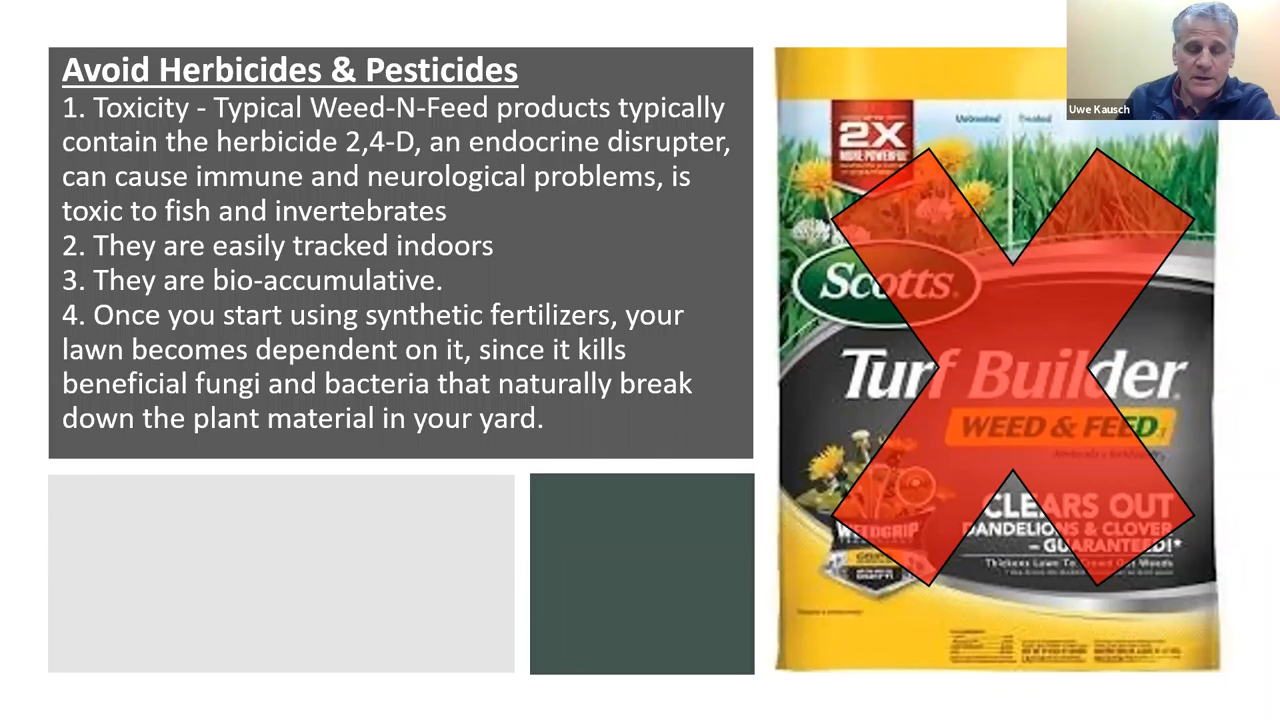 Avoid Herbicides & Pesticides
1. Toxicity - Typical Weed-N-Feed products typically
contain the herbicide 2,4-D, an endocrine disrupter,
can cause immune and neurological problems, is
toxic to fish and invertebrates
2. They are easily tracked indoors
3. They are bio-accumulative.
4. Once you start using synthetic fertilizers, your
lawn becomes dependent on it, since it kills
beneficial fungi and bacteria that naturally break
down the plant material in your yard.
Uwe Kausch
Untreated Treated
2X
MORE POWERFUL
Scotts
Turf Builder
WEED & FEED
WEEDGRIP
CLEARS OUT
DANDELIONS & CLOVER
– GUARANTEED!*
Thickens Lawn To Crowd Out Weeds